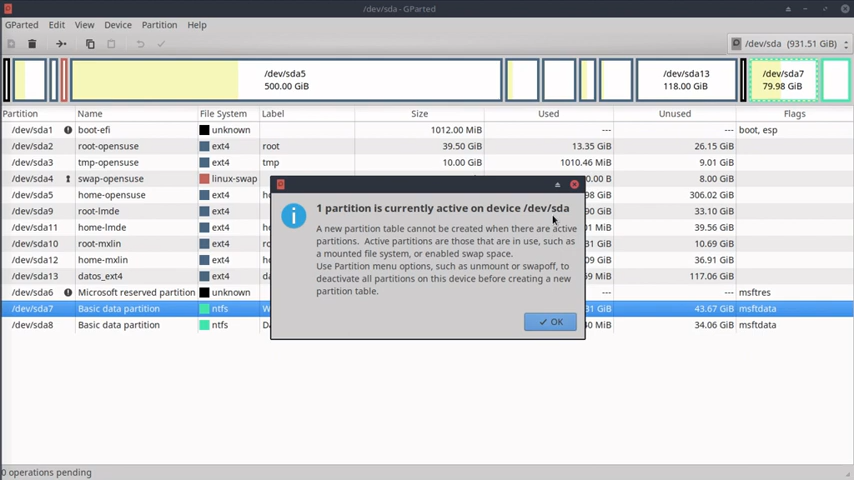 /dev/sda - GParted
GParted Edit View Device Partition Help
/dev/sda (931.51 GiB)
/dev/sda5
500.00 GiB
/dev/sda13
118.00 GiB
/dev/sda7
79.98 GiB
Partition Name File System Label Size Used Unused Flags
/dev/sda1 boot-efi unknown 1012.00 MiB --- --- boot, esp
/dev/sda2 root-opensuse ext4 root 39.50 GiB 13.35 GiB 26.15 GiB
/dev/sda3 tmp-opensuse ext4 tmp 10.00 GiB 1010.46 MiB 9.01 GiB
/dev/sda4 swap-opensuse linux-swap 00 B 8.00 GiB
/dev/sda5 home-opensuse ext4 98 GiB 306.02 GiB
/dev/sda9 root-lmde ext4 90 GiB 33.10 GiB
/dev/sda11 home-lmde ext4 39.56 GiB
/dev/sda10 root-mxlin ext4 10.69 GiB
/dev/sda12 home-mxlin ext4 36.91 GiB
/dev/sda13 datos_ext4 ext4 117.06 GiB
/dev/sda6 Microsoft reserved partition unknown --- --- msftres
/dev/sda7 Basic data partition ntfs 31 GiB 43.67 GiB msftdata
/dev/sda8 Basic data partition ntfs MiB 34.06 GiB msftdata
1 partition is currently active on device /dev/sda
A new partition table cannot be created when there are active
partitions. Active partitions are those that are in use, such as
a mounted file system, or enabled swap space.
Use Partition menu options, such as unmount or swapoff, to
deactivate all partitions on this device before creating a new
partition table.
OK
0 operations pending